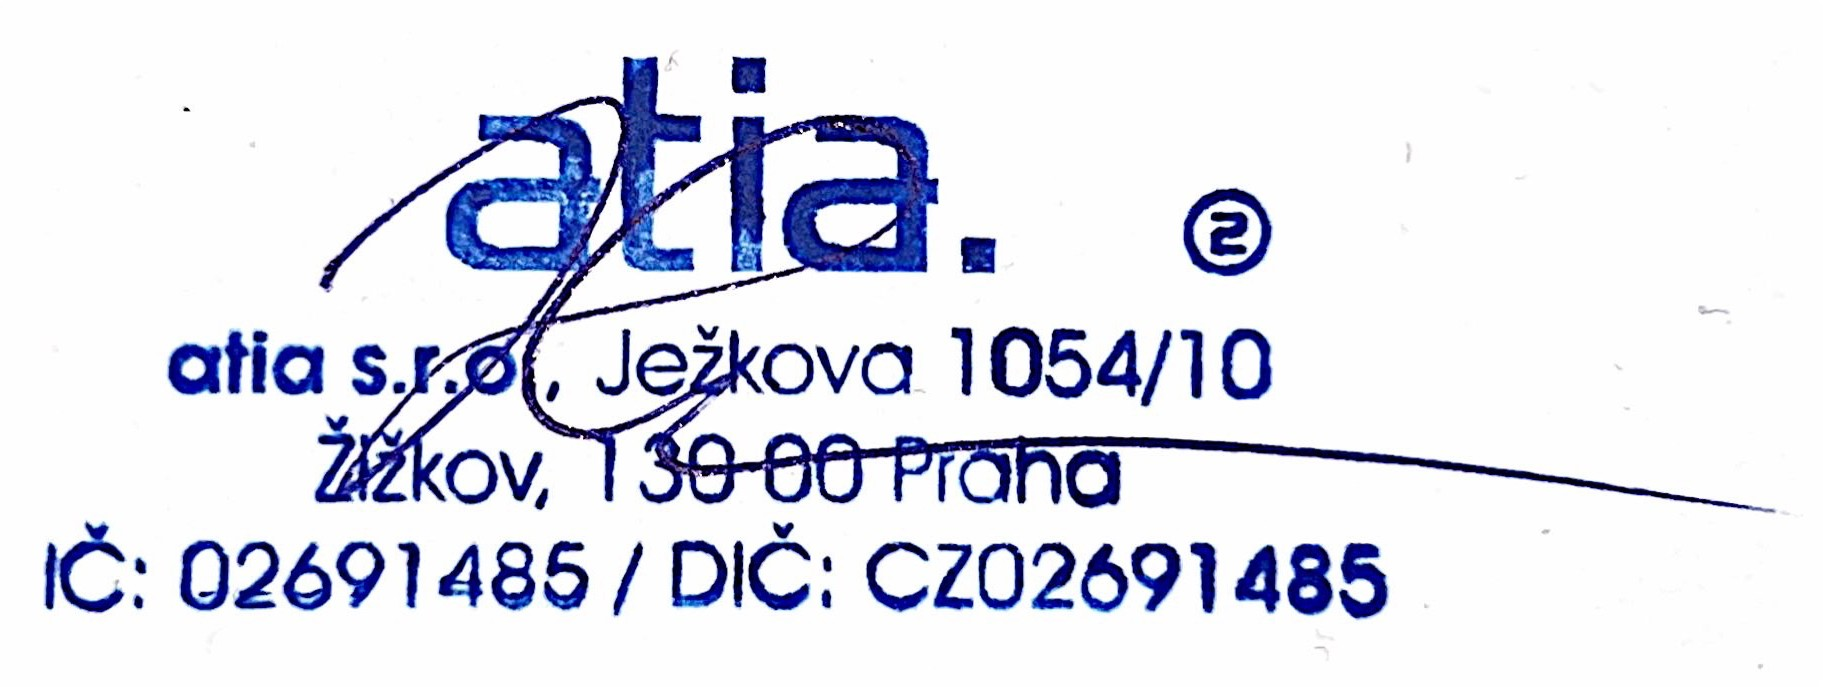 atia.
②
atia s.r.o., Ježkova 1054/10
Žižkov, 130 00 Praha
IČ: 02691485 / DIČ: CZ02691485